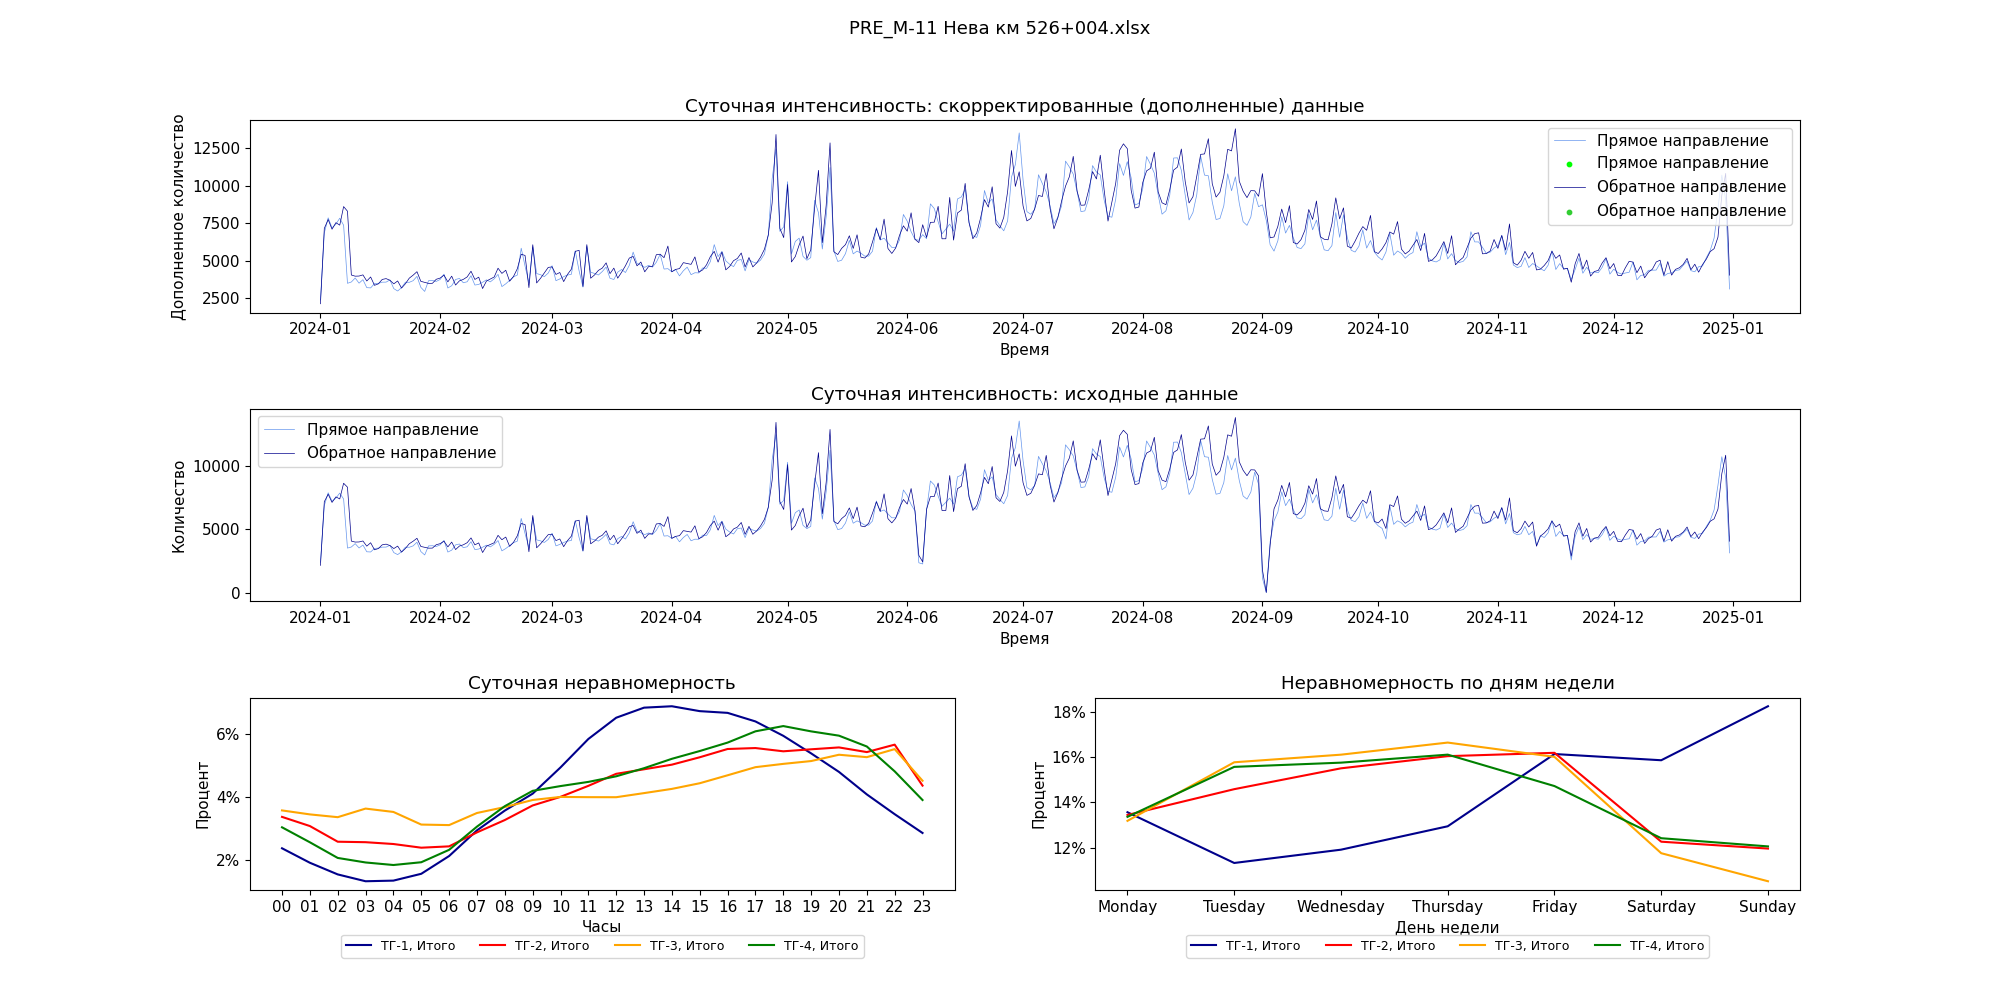 PRE_M-11 Нева км 526+004.xlsx
Суточная интенсивность: скорректированные (дополненные) данные
Дополненное количество
12500
10000
7500
5000
2500
Прямое направление
Прямое направление
Обратное направление
Обратное направление
2024-01 2024-02 2024-03 2024-04 2024-05 2024-06 2024-07 2024-08 2024-09 2024-10 2024-11 2024-12 2025-01
Время
Суточная интенсивность: исходные данные
Количество
10000
5000
0
Прямое направление
Обратное направление
2024-01 2024-02 2024-03 2024-04 2024-05 2024-06 2024-07 2024-08 2024-09 2024-10 2024-11 2024-12 2025-01
Время
Суточная неравномерность
Процент
6%
4%
2%
00 01 02 03 04 05 06 07 08 09 10 11 12 13 14 15 16 17 18 19 20 21 22 23
Часы
ТГ-1, Итого ТГ-2, Итого ТГ-3, Итого ТГ-4, Итого
Неравномерность по дням недели
Процент
18%
16%
14%
12%
Monday Tuesday Wednesday Thursday Friday Saturday Sunday
День недели
ТГ-1, Итого ТГ-2, Итого ТГ-3, Итого ТГ-4, Итого